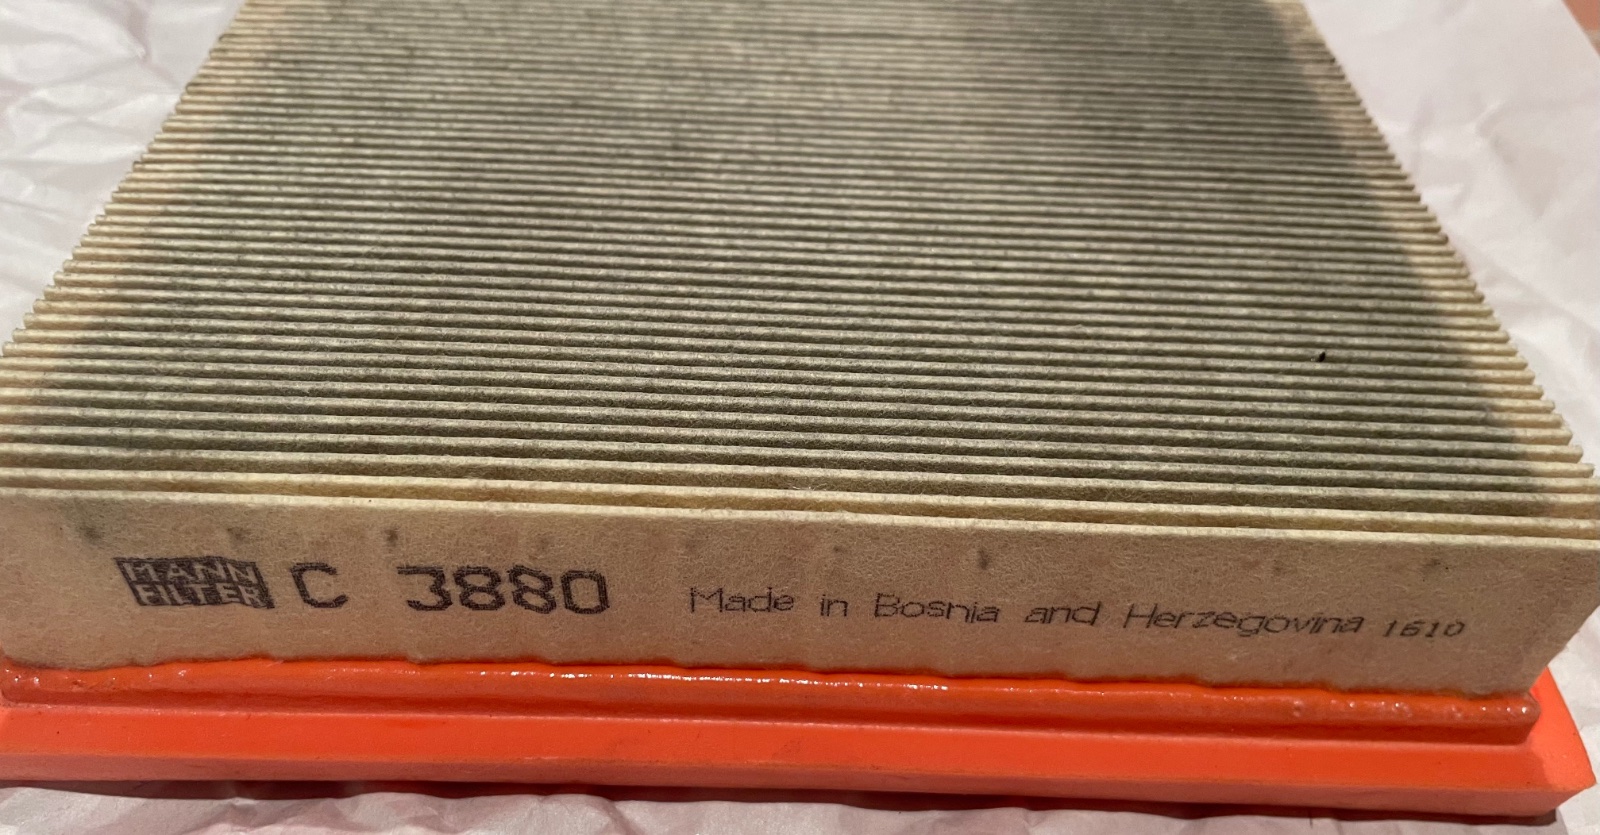 MANN
FILTER
C 3880 Made in Bosnia and Herzegovina 1610